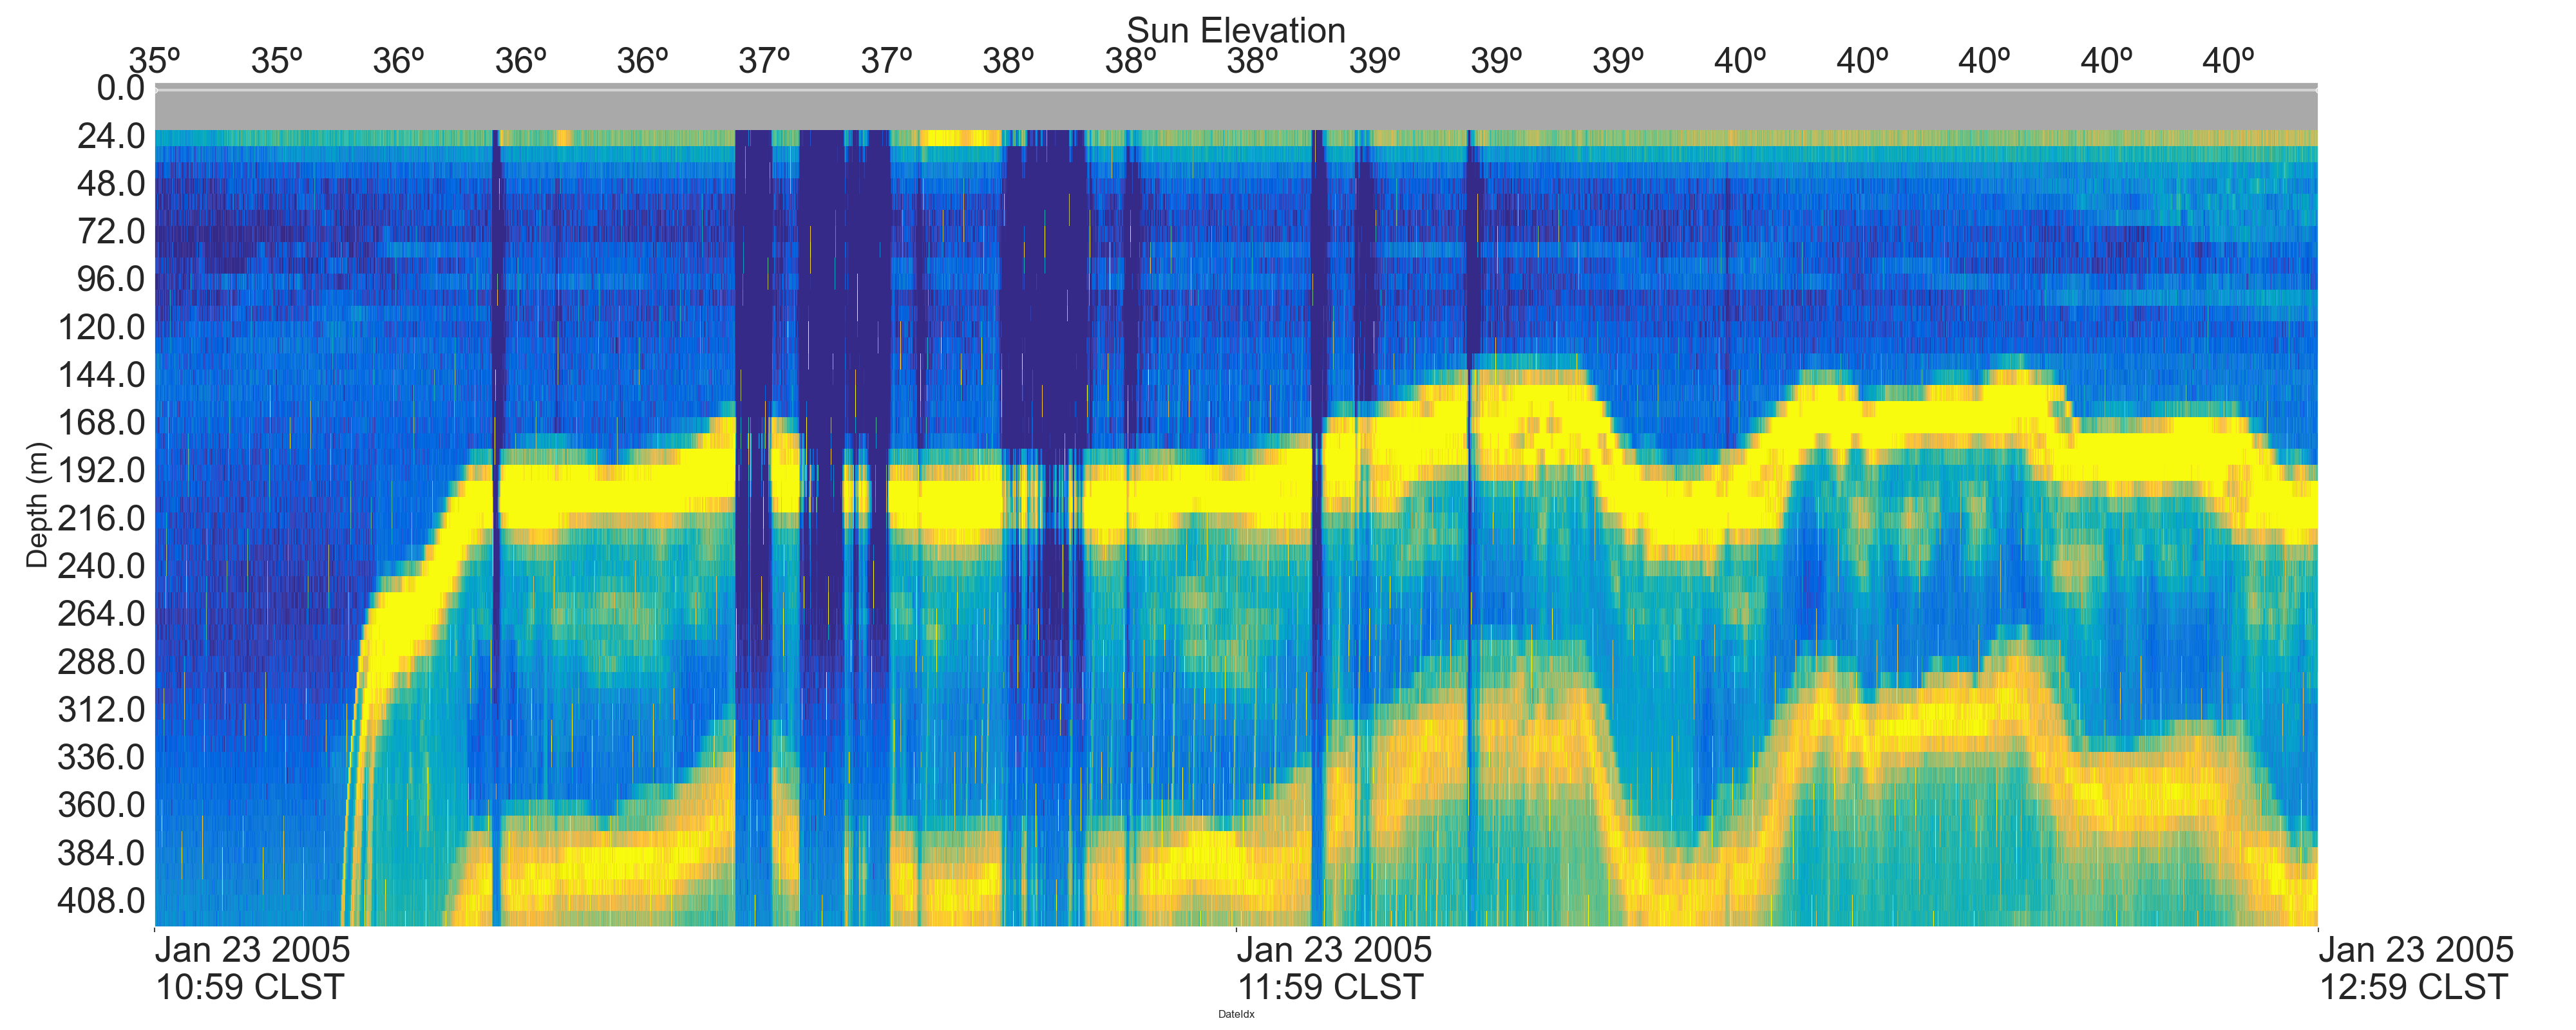 Sun Elevation
35º 35º 36º 36º 36º 37º 37º 38º 38º 38º 39º 39º 39º 40º 40º 40º 40º 40º
0.0
24.0
48.0
72.0
96.0
120.0
144.0
168.0
192.0
216.0
240.0
264.0
288.0
312.0
336.0
360.0
384.0
408.0
Depth (m)
Jan 23 2005
10:59 CLST
Jan 23 2005
11:59 CLST
Jan 23 2005
12:59 CLST
DateIdx